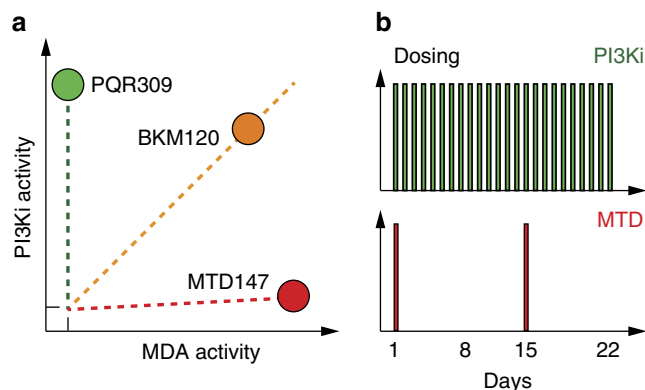 a
PI3Ki activity
PQR309
BKM120
MTD147
MDA activity
b
Dosing
PI3Ki
MTD
1 8 15 22
Days